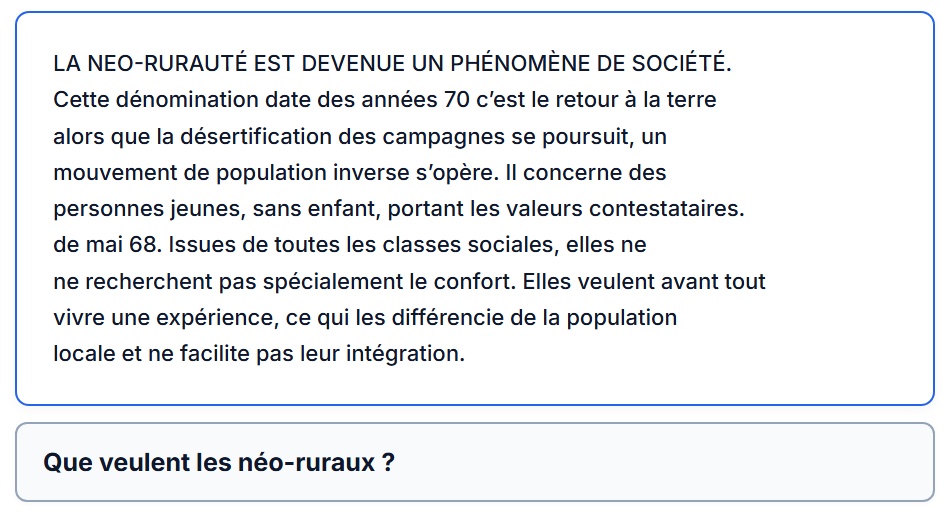 LA NEO-RURAUTÉ EST DEVENUE UN PHÉNOMÈNE DE SOCIÉTÉ.
Cette dénomination date des années 70 c’est le retour à la terre
alors que la désertification des campagnes se poursuit, un
mouvement de population inverse s’opère. Il concerne des
personnes jeunes, sans enfant, portant les valeurs contestataires.
de mai 68. Issues de toutes les classes sociales, elles ne
ne recherchent pas spécialement le confort. Elles veulent avant tout
vivre une expérience, ce qui les différencie de la population
locale et ne facilite pas leur intégration.
Que veulent les néo-ruraux ?